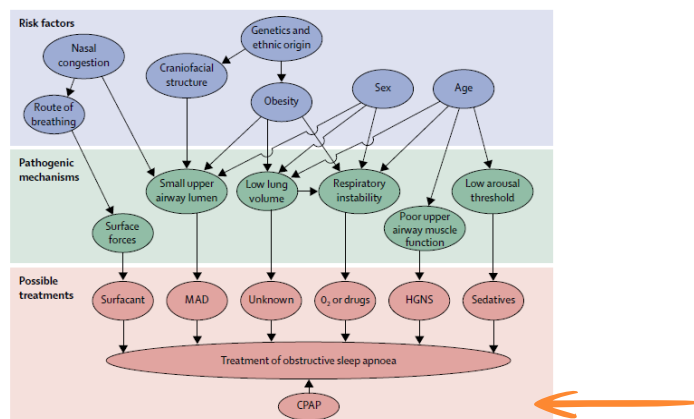 Risk factors
Genetics and
ethnic origin
Nasal
congestion
Craniofacial
structure
Sex
Age
Obesity
Route of
breathing
Pathogenic
mechanisms
Small upper
airway lumen
Low lung
volume
Respiratory
instability
Low arousal
threshold
Poor upper
airway muscle
function
Surface
forces
Possible
treatments
Surfacant
MAD
Unknown
O₂ or drugs
HGNS
Sedatives
Treatment of obstructive sleep apnoea
CPAP